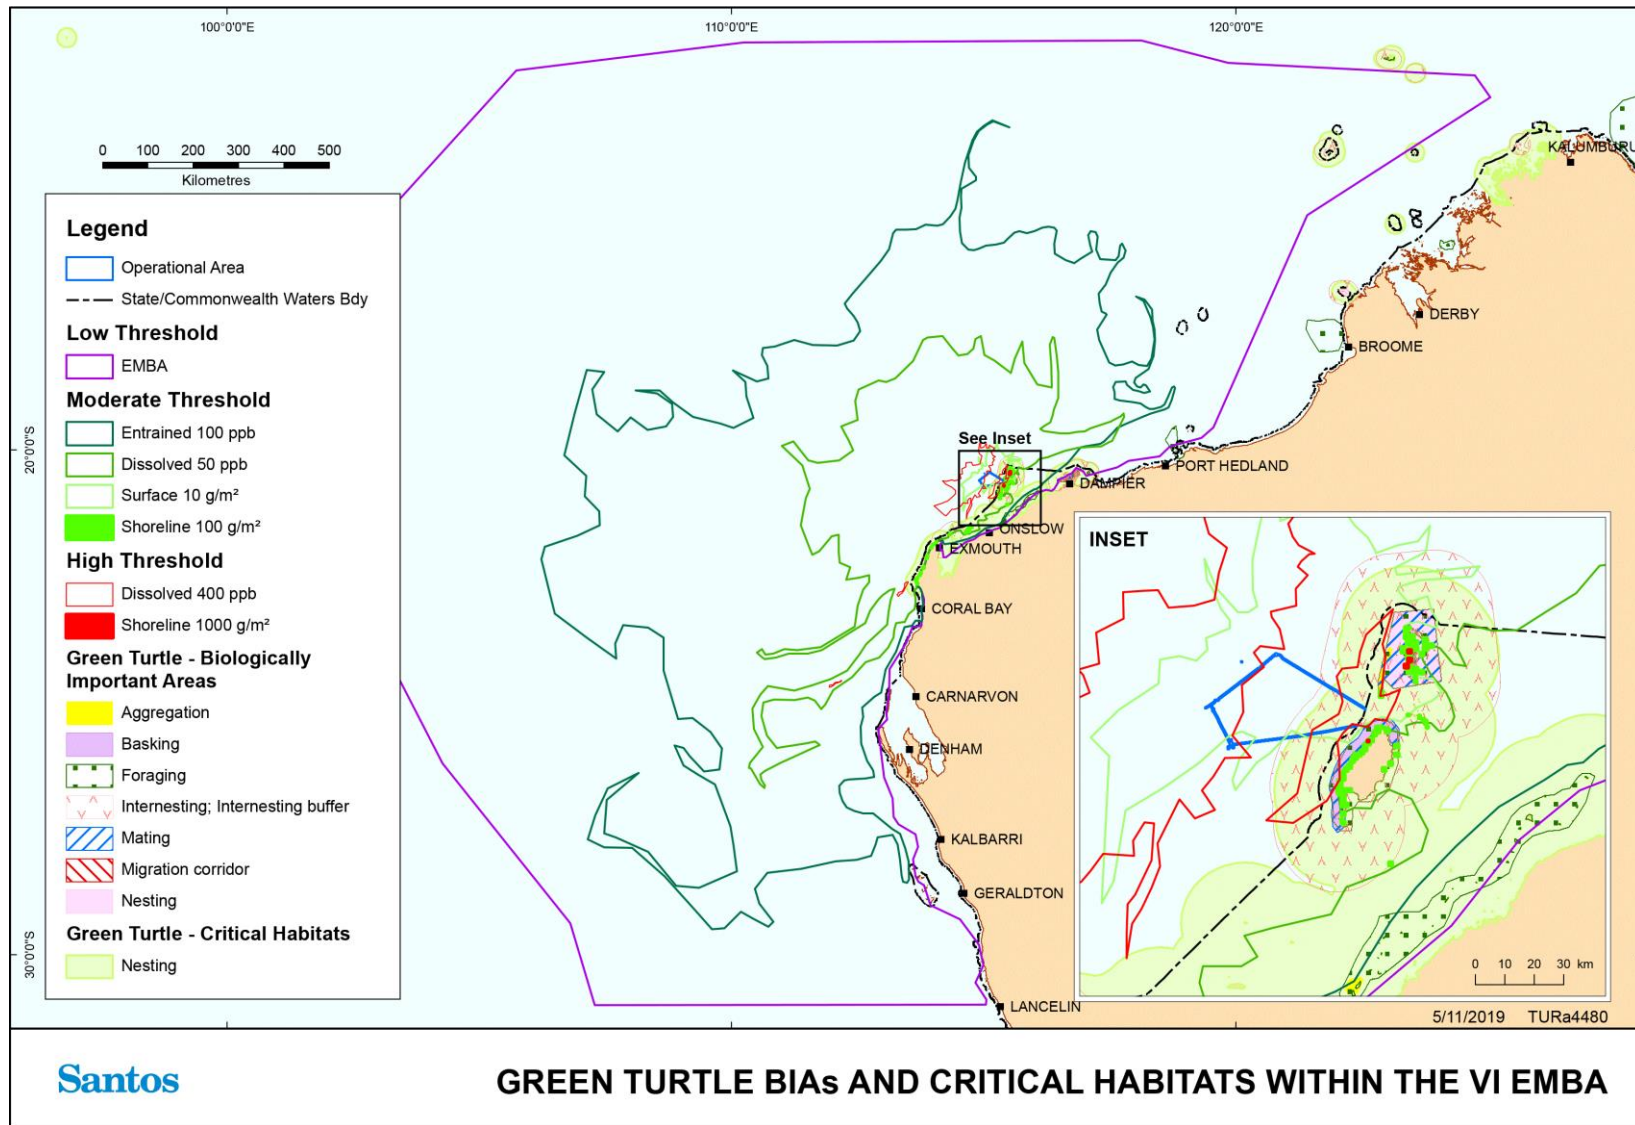 100°0'0"E
110°0'0"E
120°0'0"E
0 100 200 300 400 500
Kilometres
Legend
Operational Area
State/Commonwealth Waters Bdy
Low Threshold
EMBA
Moderate Threshold
Entrained 100 ppb
Dissolved 50 ppb
Surface 10 g/m²
Shoreline 100 g/m²
High Threshold
Dissolved 400 ppb
Shoreline 1000 g/m²
Green Turtle - Biologically
Important Areas
Aggregation
Basking
Foraging
Internesting; Internesting buffer
Mating
Migration corridor
Nesting
Green Turtle - Critical Habitats
Nesting
20°0'0"S
30°0'0"S
KALUMBURU
DERBY
BROOME
See Inset
PORT HEDLAND
DAMPIER
ONSLOW
EXMOUTH
CORAL BAY
CARNARVON
DENHAM
KALBARRI
GERALDTON
LANCELIN
INSET
0 10 20 30 km
5/11/2019 TURa4480
Santos
GREEN TURTLE BIAs AND CRITICAL HABITATS WITHIN THE VI EMBA